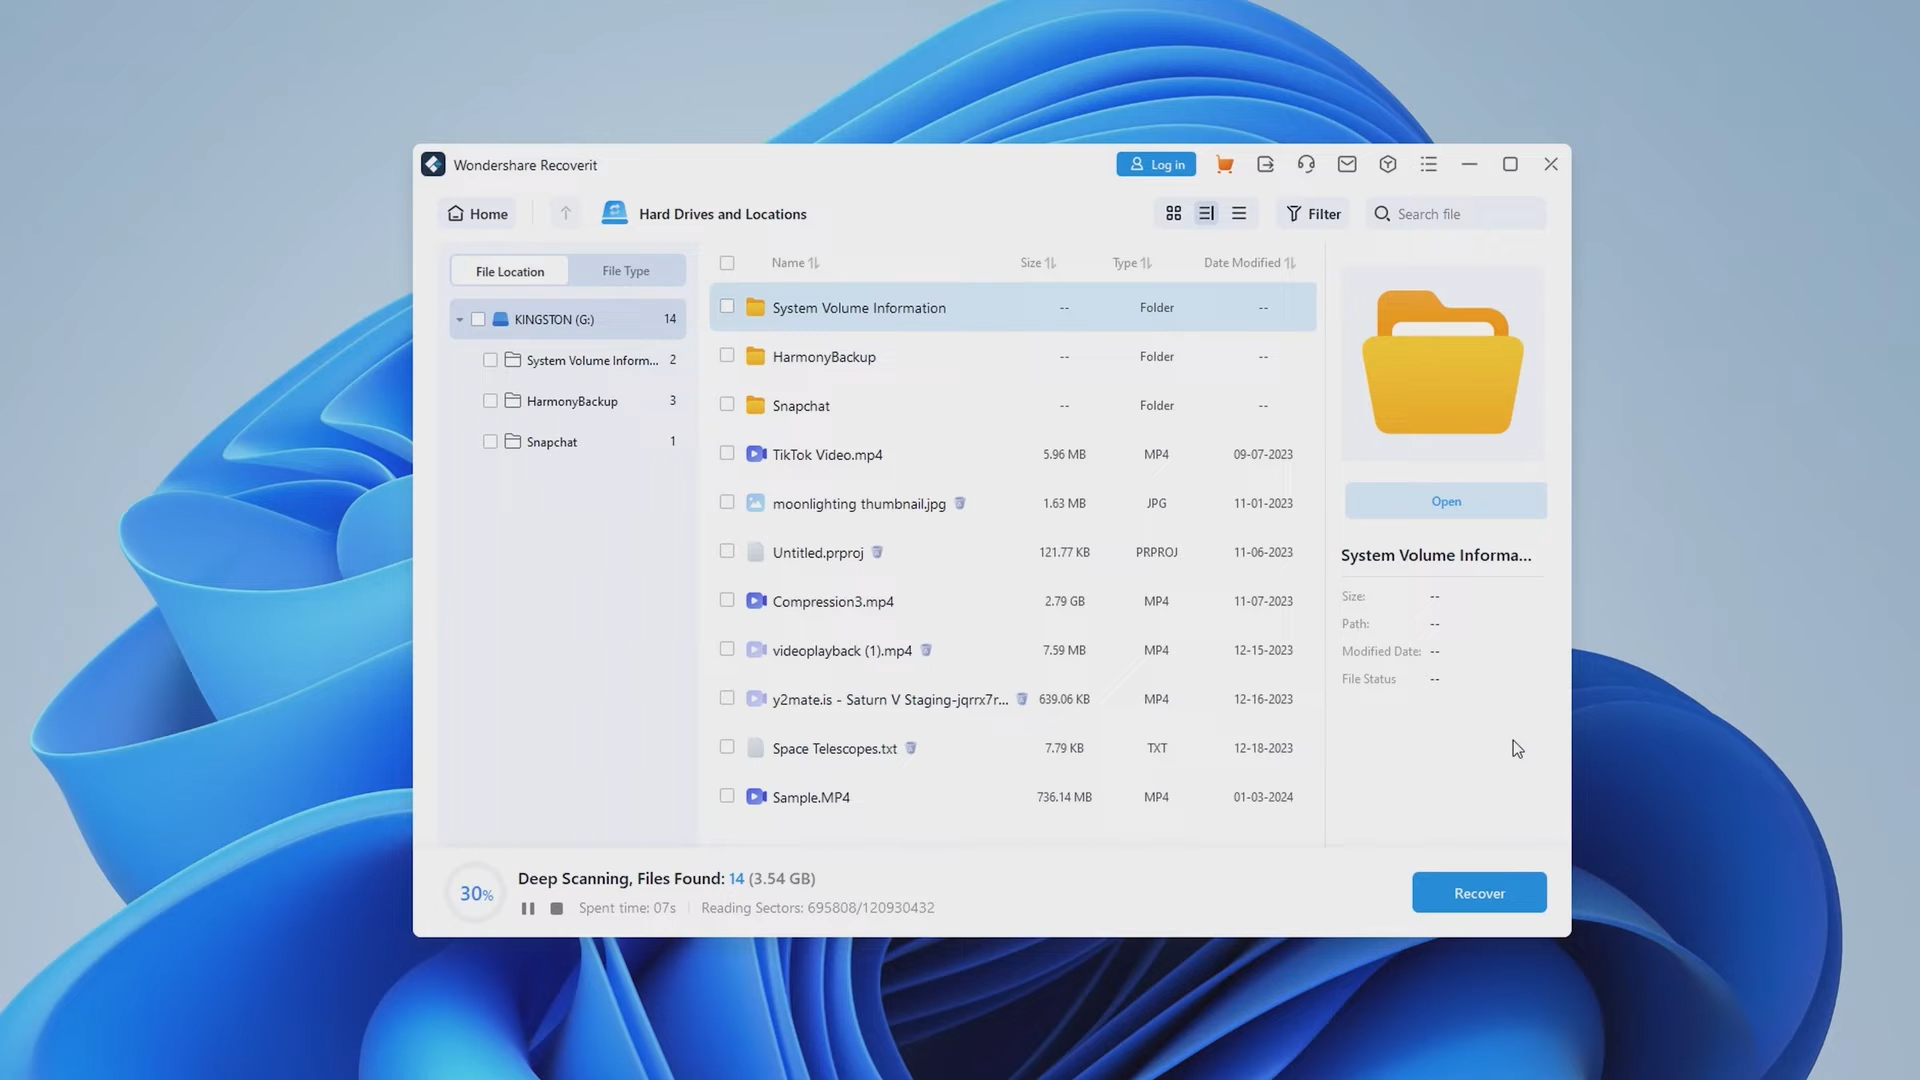 Wondershare Recoverit
Log in
Home
Hard Drives and Locations
Filter
Search file
File Location
File Type
KINGSTON (G:) 14
System Volume Inform... 2
HarmonyBackup 3
Snapchat 1
Name Size Type Date Modified
System Volume Information -- Folder --
HarmonyBackup -- Folder --
Snapchat -- Folder --
TikTok Video.mp4 5.96 MB MP4 09-07-2023
moonlighting thumbnail.jpg 1.63 MB JPG 11-01-2023
Untitled.prproj 121.77 KB PRPROJ 11-06-2023
Compression3.mp4 2.79 GB MP4 11-07-2023
videoplayback (1).mp4 7.59 MB MP4 12-15-2023
y2mate.is - Saturn V Staging-jqrrx7r... 639.06 KB MP4 12-16-2023
Space Telescopes.txt 7.79 KB TXT 12-18-2023
Sample.MP4 736.14 MB MP4 01-03-2024
Open
System Volume Informa...
Size: --
Path: --
Modified Date: --
File Status --
30%
Deep Scanning, Files Found: 14 (3.54 GB)
Spent time: 07s Reading Sectors: 695808/120930432
Recover